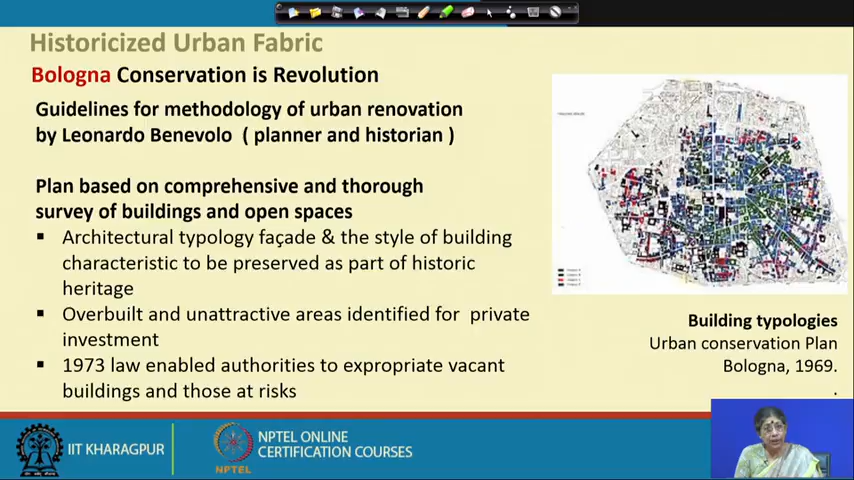 Historicized Urban Fabric
Bologna Conservation is Revolution
Guidelines for methodology of urban renovation
by Leonardo Benevolo ( planner and historian )
Plan based on comprehensive and thorough
survey of buildings and open spaces
▪ Architectural typology façade & the style of building
characteristic to be preserved as part of historic
heritage
▪ Overbuilt and unattractive areas identified for private
investment
▪ 1973 law enabled authorities to expropriate vacant
buildings and those at risks
Building typologies
Urban conservation Plan
Bologna, 1969.
.
IIT KHARAGPUR
NPTEL
NPTEL ONLINE
CERTIFICATION COURSES